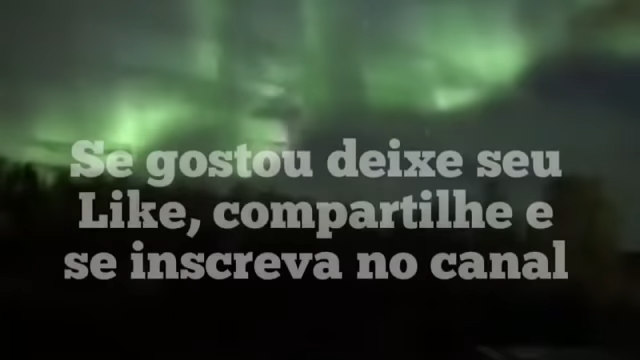 Se gostou deixe seu
Like, compartilhe e
se inscreva no canal